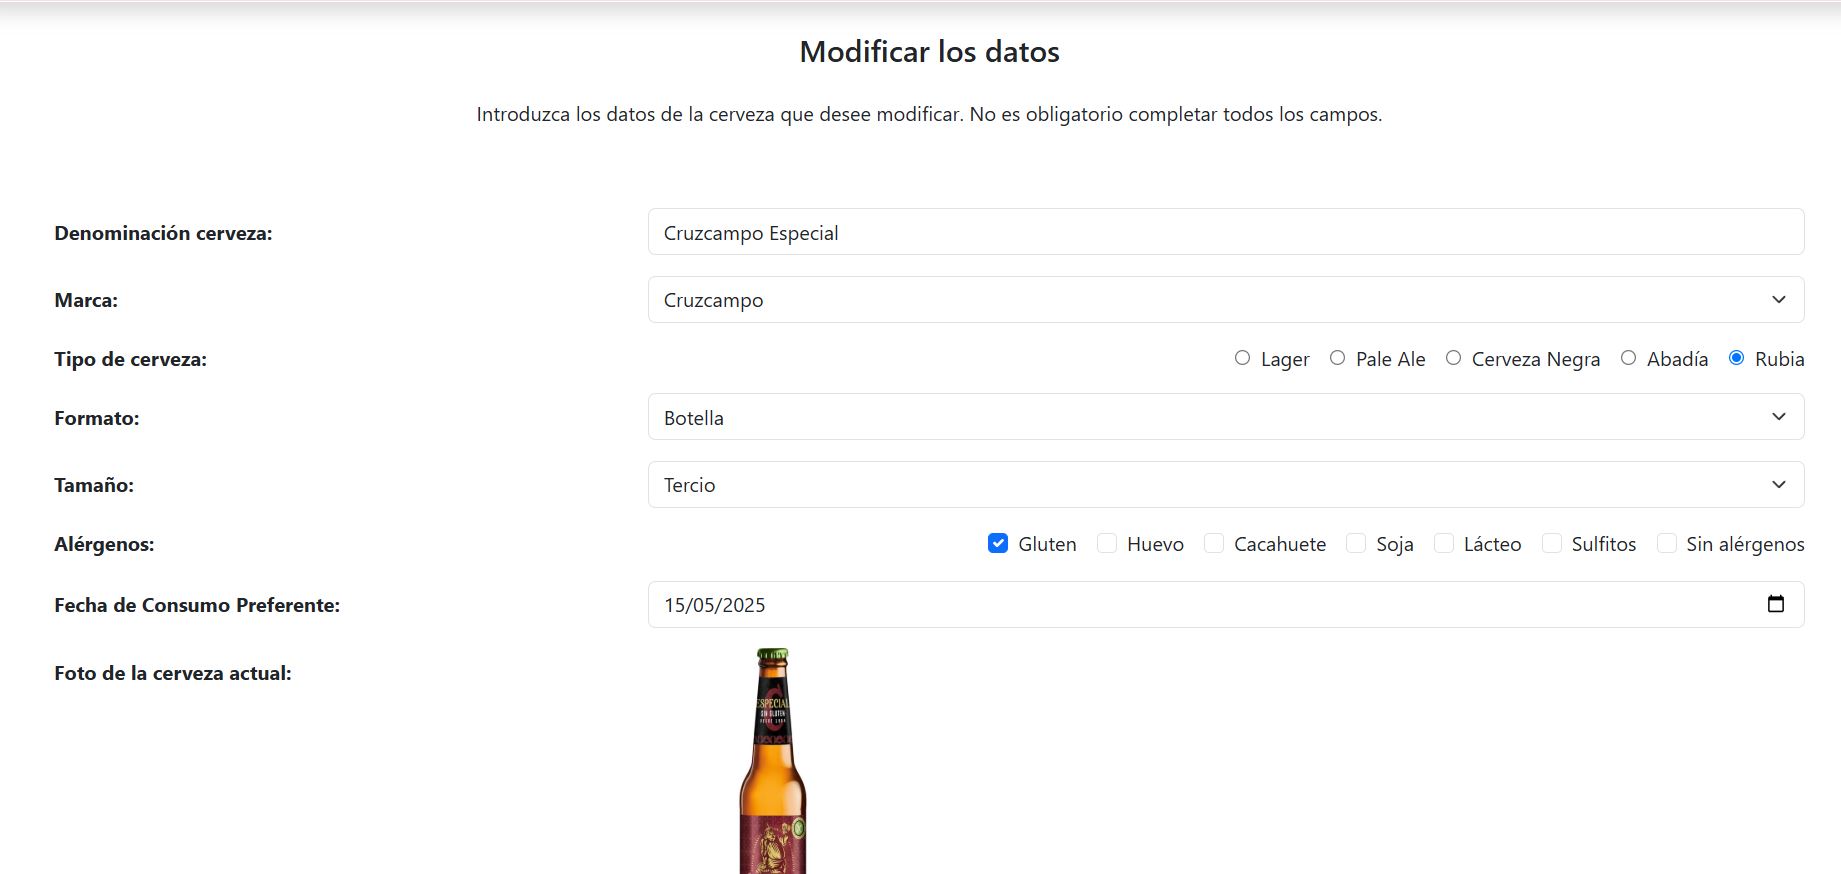 Modificar los datos
Introduzca los datos de la cerveza que desee modificar. No es obligatorio completar todos los campos.
Denominación cerveza: Cruzcampo Especial
Marca: Cruzcampo
Tipo de cerveza: Lager Pale Ale Cerveza Negra Abadía Rubia
Formato: Botella
Tamaño: Tercio
Alérgenos: Gluten Huevo Cacahuete Soja Lácteo Sulfitos Sin alérgenos
Fecha de Consumo Preferente: 15/05/2025
Foto de la cerveza actual:
ESPECIAL
SIN GLUTEN
DESDE 1904